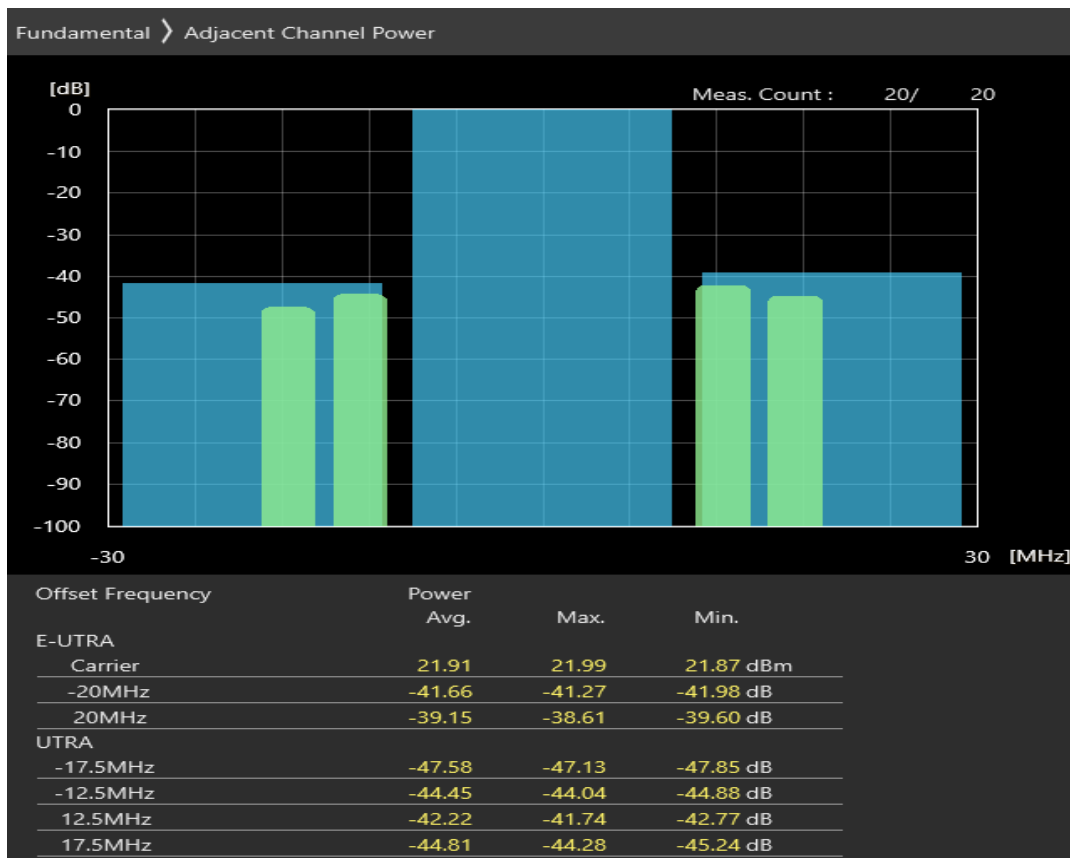 Fundamental 〉 Adjacent Channel Power
[dB]
Meas. Count : 20/ 20
0
-10
-20
-30
-40
-50
-60
-70
-80
-90
-100
-30 30 [MHz]
Offset Frequency Power
Avg. Max. Min.
E-UTRA
Carrier 21.91 21.99 21.87 dBm
-20MHz -41.66 -41.27 -41.98 dB
20MHz -39.15 -38.61 -39.60 dB
UTRA
-17.5MHz -47.58 -47.13 -47.85 dB
-12.5MHz -44.45 -44.04 -44.88 dB
12.5MHz -42.22 -41.74 -42.77 dB
17.5MHz -44.81 -44.28 -45.24 dB